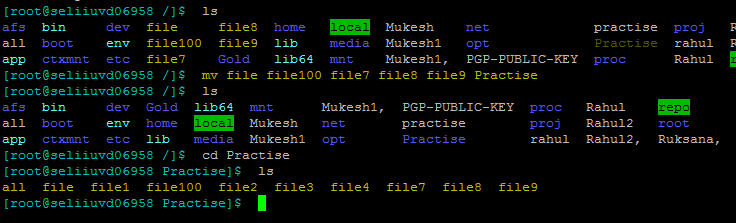 [root@seliiuvd06958 /]$ ls
afs bin dev file file8 home local Mukesh net practise proj R
all boot env file100 file9 lib media Mukesh1 opt Practise rahul R
app ctxmnt etc file7 Gold lib64 mnt Mukesh1, PGP-PUBLIC-KEY proc Rahul r
[root@seliiuvd06958 /]$ mv file file100 file7 file8 file9 Practise
[root@seliiuvd06958 /]$ ls
afs bin dev Gold lib64 mnt Mukesh1, PGP-PUBLIC-KEY proc Rahul repo
all boot env home local Mukesh net practise proj Rahul2 root
app ctxmnt etc lib media Mukesh1 opt Practise rahul Rahul2, Ruksana,
[root@seliiuvd06958 /]$ cd Practise
[root@seliiuvd06958 Practise]$ ls
all file file1 file100 file2 file3 file4 file7 file8 file9
[root@seliiuvd06958 Practise]$